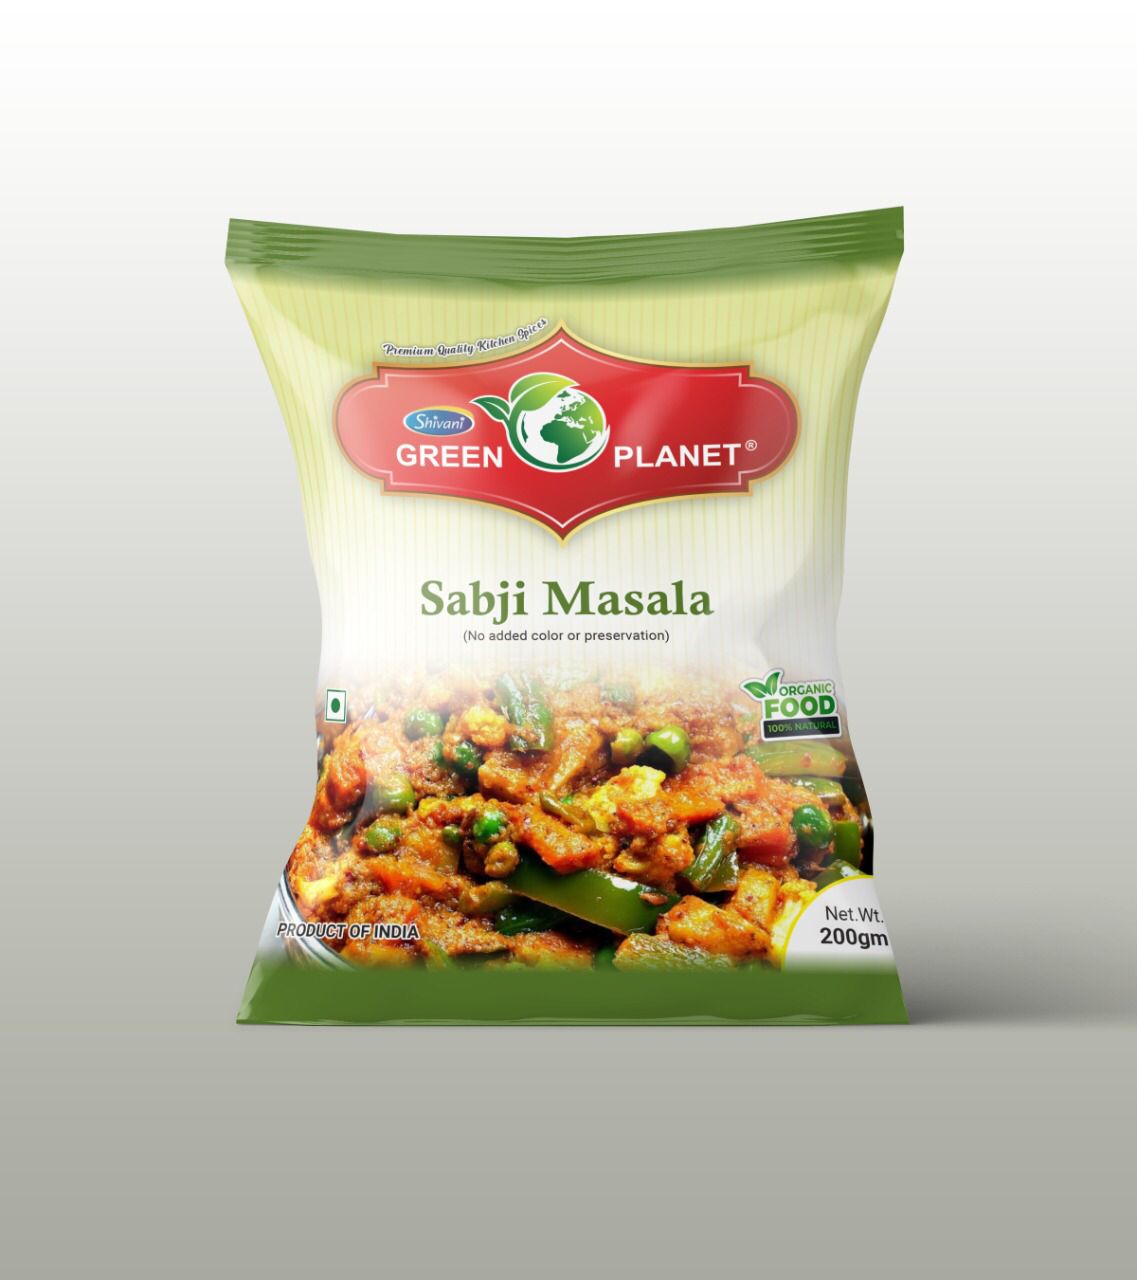 Premium Quality Kitchen Spices
Shivani
GREEN PLANET®
Sabji Masala
(No added color or preservation)
ORGANIC
FOOD
100% NATURAL
PRODUCT OF INDIA
Net.Wt.
200gm